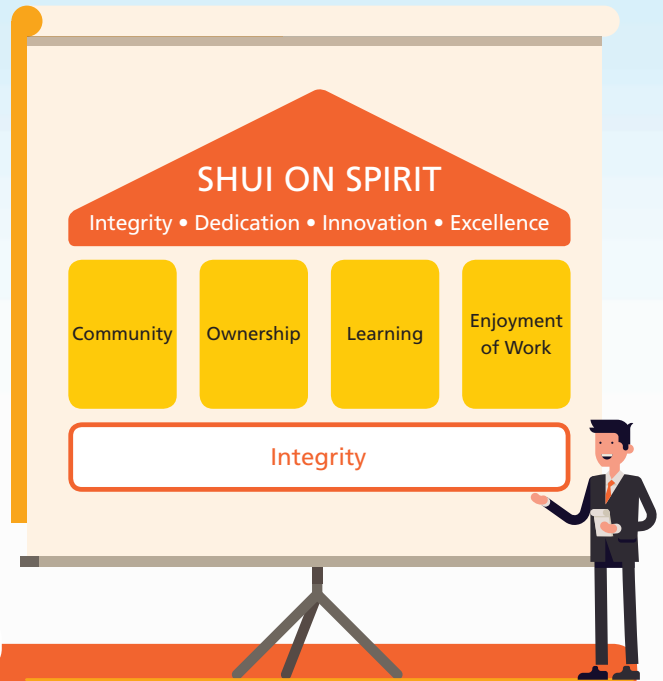 SHUI ON SPIRIT
Integrity • Dedication • Innovation • Excellence
Community
Ownership
Learning
Enjoyment
of Work
Integrity